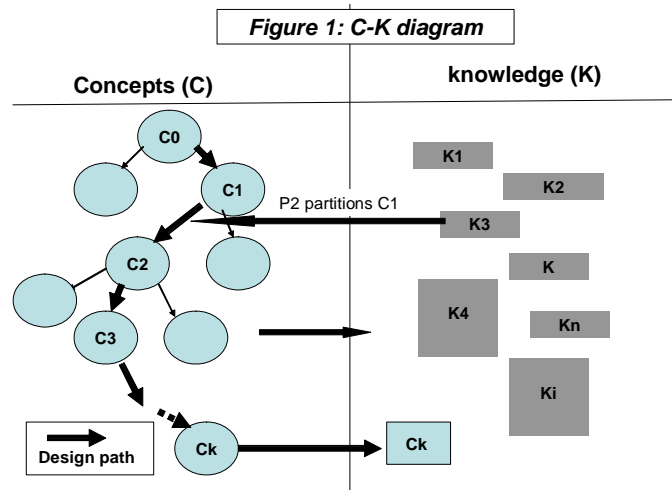 Figure 1: C-K diagram
Concepts (C)
knowledge (K)
C0
K1
C1
K2
P2 partitions C1
K3
C2
K
K4
Kn
C3
Ki
Design path
Ck
Ck